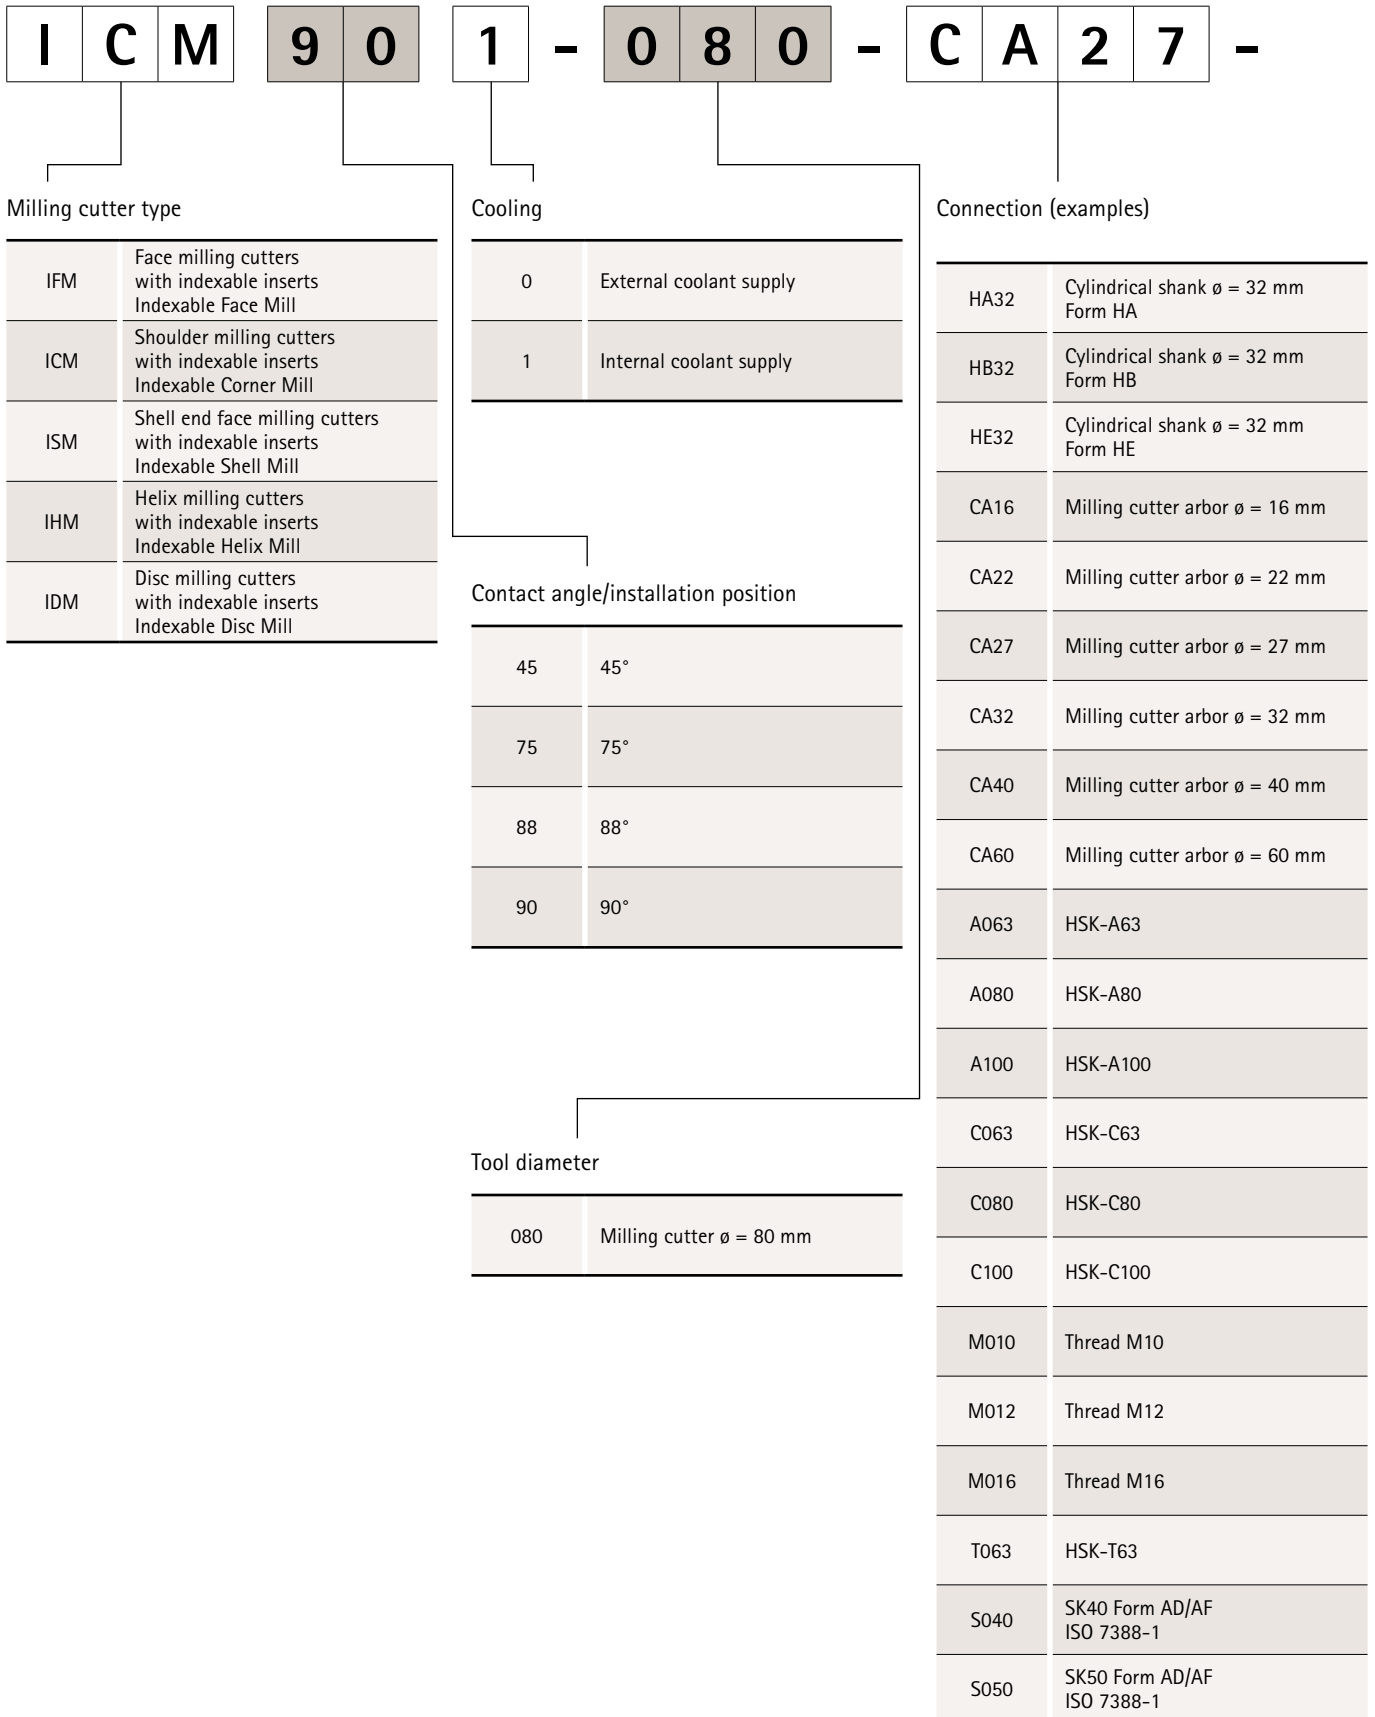 ICM 90 1 - 080 - CA27 -
Milling cutter type
IFM
Face milling cutters
with indexable inserts
Indexable Face Mill
ICM
Shoulder milling cutters
with indexable inserts
Indexable Corner Mill
ISM
Shell end face milling cutters
with indexable inserts
Indexable Shell Mill
IHM
Helix milling cutters
with indexable inserts
Indexable Helix Mill
IDM
Disc milling cutters
with indexable inserts
Indexable Disc Mill
Cooling
0 External coolant supply
1 Internal coolant supply
Contact angle/installation position
45 45°
75 75°
88 88°
90 90°
Tool diameter
080 Milling cutter ø = 80 mm
Connection (examples)
HA32
Cylindrical shank ø = 32 mm
Form HA
HB32
Cylindrical shank ø = 32 mm
Form HB
HE32
Cylindrical shank ø = 32 mm
Form HE
CA16 Milling cutter arbor ø = 16 mm
CA22 Milling cutter arbor ø = 22 mm
CA27 Milling cutter arbor ø = 27 mm
CA32 Milling cutter arbor ø = 32 mm
CA40 Milling cutter arbor ø = 40 mm
CA60 Milling cutter arbor ø = 60 mm
A063 HSK-A63
A080 HSK-A80
A100 HSK-A100
C063 HSK-C63
C080 HSK-C80
C100 HSK-C100
M010 Thread M10
M012 Thread M12
M016 Thread M16
T063 HSK-T63
S040
SK40 Form AD/AF
ISO 7388-1
S050
SK50 Form AD/AF
ISO 7388-1